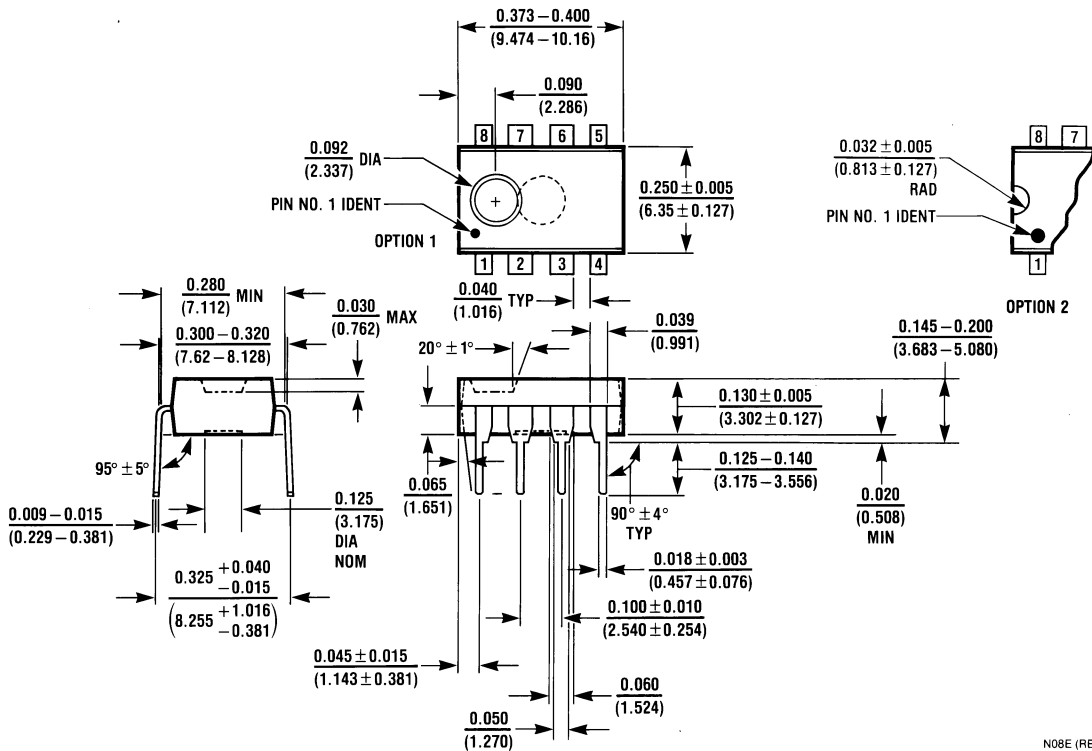 0.373 – 0.400
(9.474 – 10.16)
0.090
(2.286)
8 7 6 5
0.092 DIA
(2.337)
PIN NO. 1 IDENT
OPTION 1
0.250 ± 0.005
(6.35 ± 0.127)
1 2 3 4
8 7
0.032 ± 0.005
(0.813 ± 0.127)
RAD
PIN NO. 1 IDENT
1
OPTION 2
0.280 MIN
(7.112)
0.300 – 0.320
(7.62 – 8.128)
0.030 MAX
(0.762)
0.040 TYP
(1.016)
0.039
(0.991)
0.145 – 0.200
(3.683 – 5.080)
20° ± 1°
0.130 ± 0.005
(3.302 ± 0.127)
95° ± 5°
0.065
(1.651)
0.125 – 0.140
(3.175 – 3.556)
90° ± 4°
TYP
0.020
(0.508)
MIN
0.009 – 0.015
(0.229 – 0.381)
0.125
(3.175)
DIA
NOM
0.018 ± 0.003
(0.457 ± 0.076)
0.325 +0.040
–0.015
(8.255 +1.016
–0.381)
0.100 ± 0.010
(2.540 ± 0.254)
0.045 ± 0.015
(1.143 ± 0.381)
0.060
(1.524)
0.050
(1.270)
N08E (RE